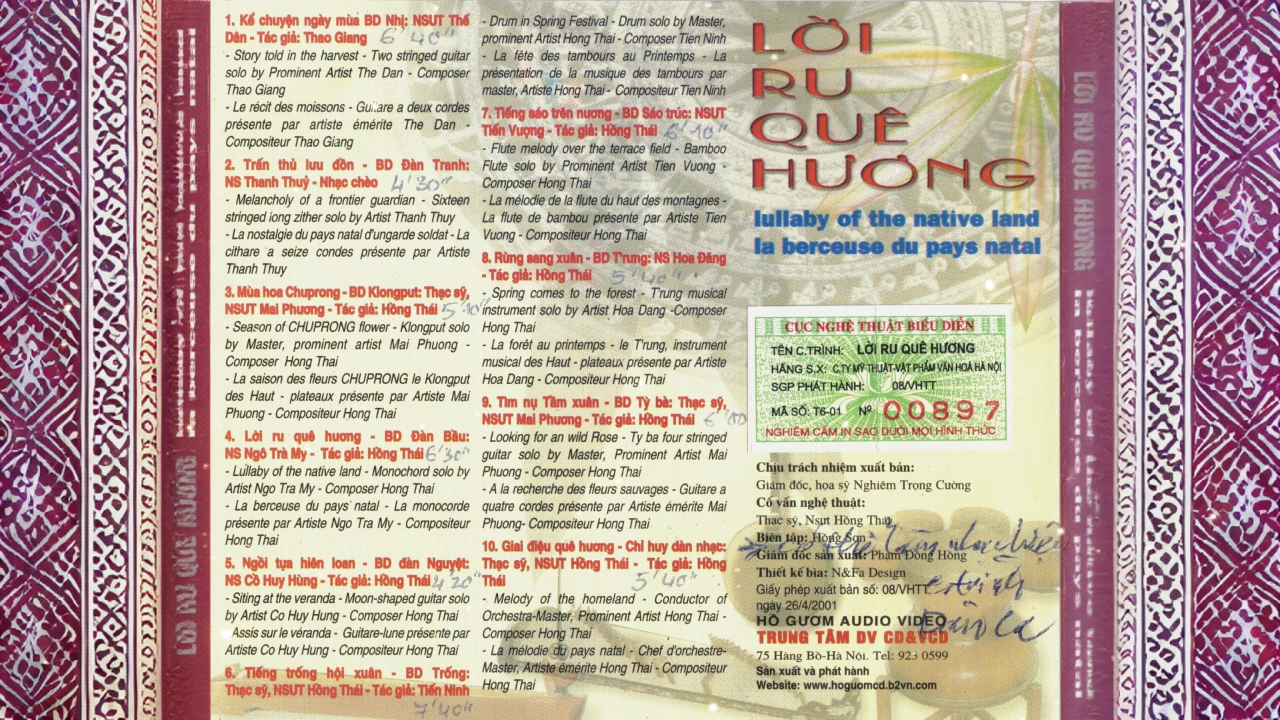 1. Kể chuyện ngày mùa BD Nhị: NSUT Thế
Dân - Tác giả: Thao Giang 6'40"
- Story told in the harvest - Two stringed guitar
solo by Prominent Artist The Dan - Composer
Thao Giang
- Le récit des moissons - Guitare a deux cordes
présente par artiste émérite The Dan -
Compositeur Thao Giang
2. Trấn thủ lưu đồn - BD Đàn Tranh:
NS Thanh Thuỷ - Nhạc chèo 4'30"
- Melancholy of a frontier guardian - Sixteen
stringed long zither solo by Artist Thanh Thuy
- La nostalgie du pays natal d'ungarde soldat - La
cithare a seize condes présente par Artiste
Thanh Thuy
3. Mùa hoa Chuprong - BD Klongput: Thạc sỹ,
NSUT Mai Phương - Tác giả: Hồng Thái
- Season of CHUPRONG flower - Klongput solo
by Master, prominent artist Mai Phuong -
Composer Hong Thai
- La saison des fleurs CHUPRONG le Klongput
des Haut - plateaux présente par Artiste Mai
Phuong - Compositeur Hong Thai
4. Lời ru quê hương - BD Đàn Bầu:
NS Ngô Trà My - Tác giả: Hồng Thái 6'30"
- Lullaby of the native land - Monochord solo by
Artist Ngo Tra My - Composer Hong Thai
- La berceuse du pays natal - La monocorde
présente par Artiste Ngo Tra My - Compositeur
Hong Thai
5. Ngồi tựa hiên loan - BD đàn Nguyệt:
NS Cồ Huy Hùng - Tác giả: Hồng Thái 4'20"
- Siting at the veranda - Moon-shaped guitar solo
by Artist Co Huy Hung - Composer Hong Thai
- Assis sur le véranda - Guitare-lune présente par
Artiste Co Huy Hung - Compositeur Hong Thai
6. Tiếng trống hội xuân - BD Trống:
Thạc sỹ, NSUT Hồng Thái - Tác giả: Tiến Ninh
7'40"
- Drum in Spring Festival - Drum solo by Master,
prominent Artist Hong Thai - Composer Tien Ninh
- La fête des tambours au Printemps - La
présentation de la musique des tambours par
master, Artiste Hong Thai - Compositeur Tien Ninh
7. Tiếng sáo trên nương - BD Sáo trúc: NSUT
Tiến Vượng - Tác giả: Hồng Thái 6'10"
- Flute melody over the terrace field - Bamboo
Flute solo by Prominent Artist Tien Vuong -
Composer Hong Thai
- La mélodie de la flute du haut des montagnes -
La flute de bambou présente par Artiste Tien
Vuong - Compositeur Hong Thai
8. Rừng sang xuân - BD T'rưng: NS Hoa Đăng
- Tác giả: Hồng Thái 5'40"
- Spring comes to the forest - T'rung musical
instrument solo by Artist Hoa Dang -Composer
Hong Thai
- La forêt au printemps - le T'rung, instrument
musical des Haut - plateaux présente par Artiste
Hoa Dang - Compositeur Hong Thai
9. Tìm nụ Tầm xuân - BD Tỳ bà: Thạc sỹ,
NSUT Mai Phương - Tác giả: Hồng Thái 6'00
- Looking for an wild Rose - Ty ba four stringed
guitar solo by Master, Prominent Artist Mai
Phuong - Composer Hong Thai
- A la recherche des fleurs sauvages - Guitare a
quatre cordes présente par artiste émérite Mai
Phuong- Compositeur Hong Thai
10. Giai điệu quê hương - Chỉ huy dàn nhạc:
Thạc sỹ, NSUT Hồng Thái - Tác giả: Hồng
Thái 5'40"
- Melody of the homeland - Conductor of
Orchestra-Master, Prominent Artist Hong Thai -
Composer Hong Thai
- La mélodie du pays natal - Chef d'orchestre-
Master, Artiste émérite Hong Thai - Compositeur
Hong Thai
LỜI
RU
QUÊ
HƯƠNG
lullaby of the native land
la berceuse du pays natal
CỤC NGHỆ THUẬT BIỂU DIỄN
TÊN C.TRÌNH: LỜI RU QUÊ HƯƠNG
HÃNG S.X: C.TY MỸ THUẬT-VẬT PHẨM VĂN HOÁ HÀ NỘI
SGP PHÁT HÀNH: 08/VHTT
MÃ SỐ: T6-01 Nº 00897
NGHIÊM CẤM IN SAO DƯỚI MỌI HÌNH THỨC
Chịu trách nhiệm xuất bản:
Giám đốc, họa sỹ Nghiêm Trọng Cường
Cố vấn nghệ thuật:
Thạc sỹ, Nsưt Hồng Thái
Biên tập: Hồng Sơn
Giám đốc sản xuất: Phạm Đông Hồng
Thiết kế bìa: N&Fa Design
Giấy phép xuất bản số: 08/VHTT
ngày 26/4/2001
HỒ GƯƠM AUDIO VIDEO
TRUNG TÂM DV CD&VCD
75 Hàng Bồ-Hà Nội. Tel: 923 0599
Sản xuất và phát hành
Website: www.hoguomcd.b2vn.com
Dân Ca
LỜI RU QUÊ HƯƠNG
la berceuse du pays natal
LỜI RU QUÊ HƯƠNG
lullaby of the native land
la berceuse du pays natal